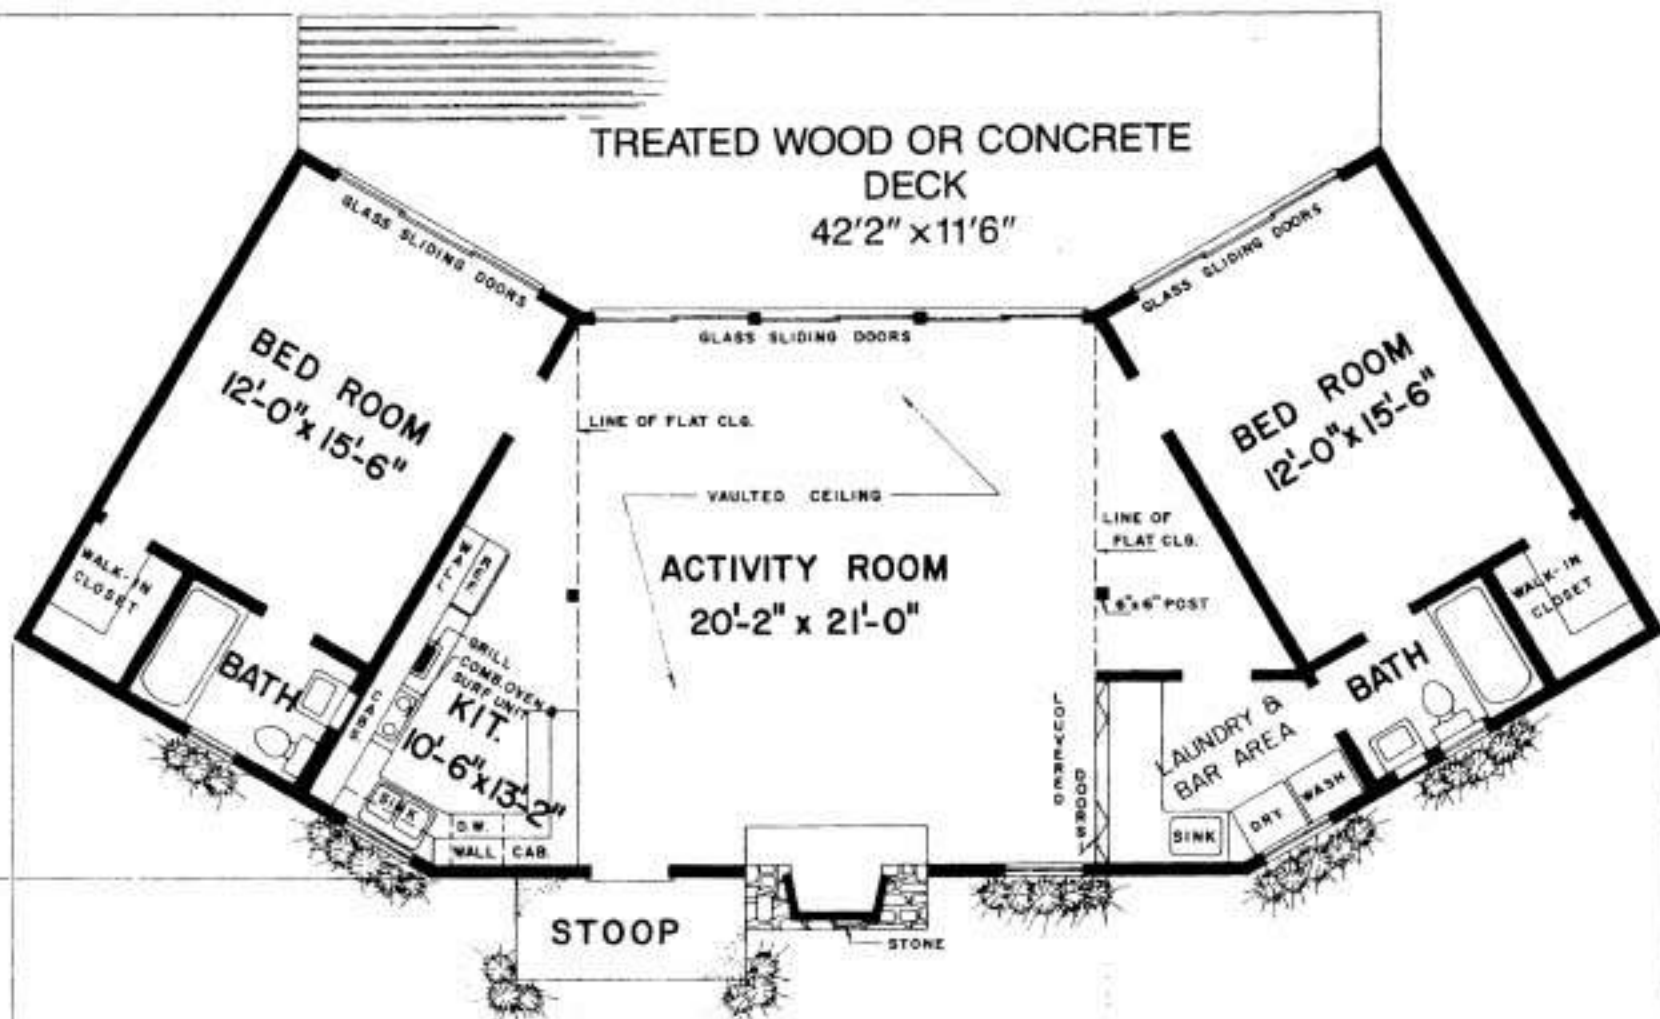 TREATED WOOD OR CONCRETE
DECK
42'2" x 11'6"
GLASS SLIDING DOORS
GLASS SLIDING DOORS
GLASS SLIDING DOORS
BED ROOM
12'-0" x 15'-6"
BED ROOM
12'-0" x 15'-6"
LINE OF FLAT CLG.
VAULTED CEILING
LINE OF
FLAT CLG.
ACTIVITY ROOM
20'-2" x 21'-0"
6"x6" POST
WALK-IN
CLOSET
WALK-IN
CLOSET
WALL
REF.
BATH
BATH
GRILL
COMB. OVEN &
SURF UNIT
CABS
KIT.
10'-6" x 13'-2"
LOUVERED
DOORS
LAUNDRY &
BAR AREA
SINK
D.W.
WALL CAB.
SINK
DRY
WASH
STOOP
STONE